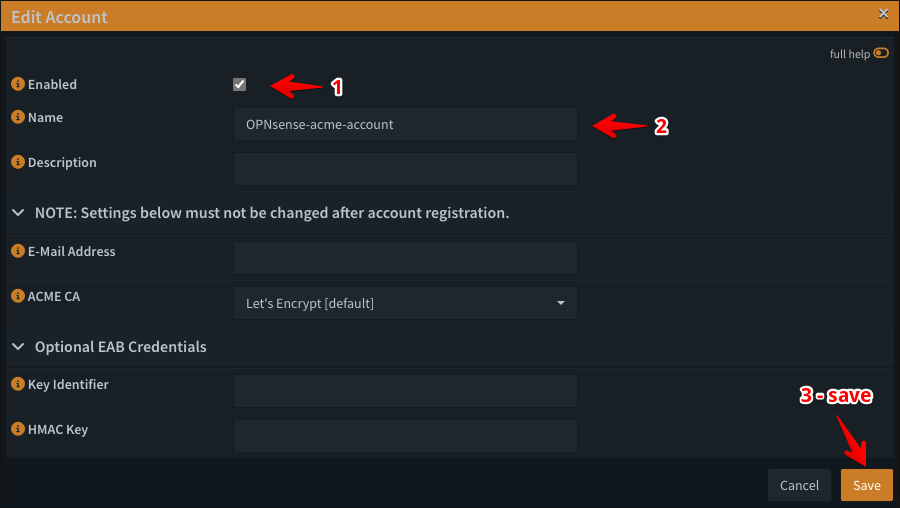 Edit Account
full help
Enabled
1
Name
OPNsense-acme-account
2
Description
NOTE: Settings below must not be changed after account registration.
E-Mail Address
ACME CA
Let's Encrypt [default]
Optional EAB Credentials
Key Identifier
3 - save
HMAC Key
Cancel
Save